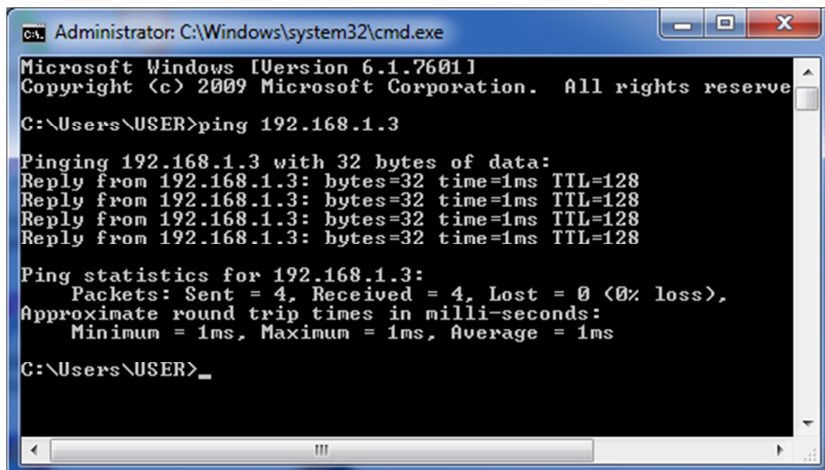 Administrator: C:\Windows\system32\cmd.exe
Microsoft Windows [Version 6.1.7601]
Copyright (c) 2009 Microsoft Corporation.  All rights reserve
C:\Users\USER>ping 192.168.1.3
Pinging 192.168.1.3 with 32 bytes of data:
Reply from 192.168.1.3: bytes=32 time=1ms TTL=128
Reply from 192.168.1.3: bytes=32 time=1ms TTL=128
Reply from 192.168.1.3: bytes=32 time=1ms TTL=128
Reply from 192.168.1.3: bytes=32 time=1ms TTL=128
Ping statistics for 192.168.1.3:
    Packets: Sent = 4, Received = 4, Lost = 0 (0% loss),
Approximate round trip times in milli-seconds:
    Minimum = 1ms, Maximum = 1ms, Average = 1ms
C:\Users\USER>_